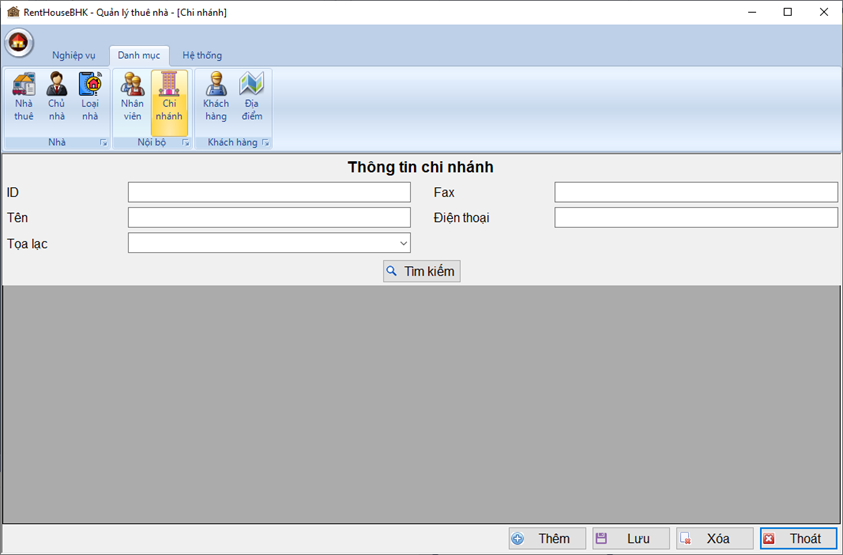 RentHouseBHK - Quản lý thuê nhà - [Chi nhánh]
Nghiệp vụ Danh mục Hệ thống
Nhà thuê
Chủ nhà
Loại nhà
Nhân viên
Chi nhánh
Khách hàng
Địa điểm
Nhà Nội bộ Khách hàng
Thông tin chi nhánh
ID Fax
Tên Điện thoại
Tọa lạc
Tìm kiếm
Thêm Lưu Xóa Thoát